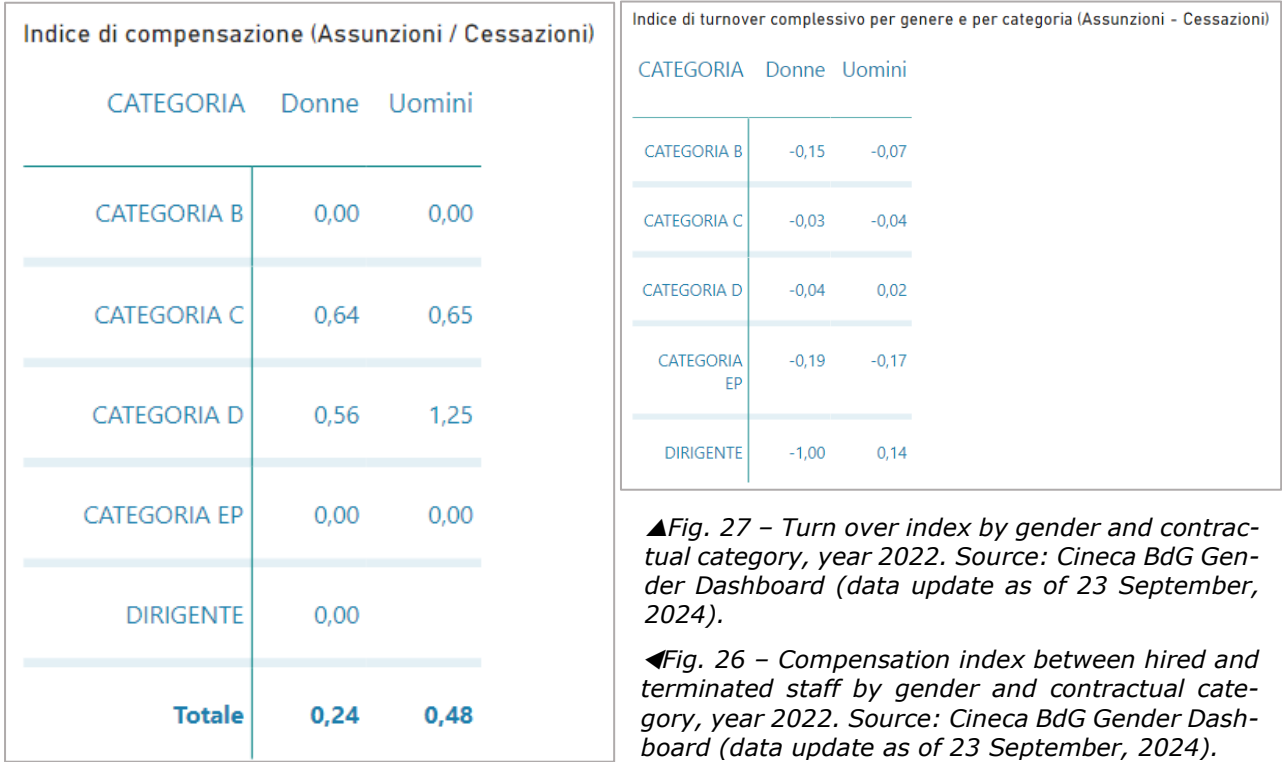 Indice di compensazione (Assunzioni / Cessazioni)
CATEGORIA Donne Uomini
CATEGORIA B 0,00 0,00
CATEGORIA C 0,64 0,65
CATEGORIA D 0,56 1,25
CATEGORIA EP 0,00 0,00
DIRIGENTE 0,00
Totale 0,24 0,48
Indice di turnover complessivo per genere e per categoria (Assunzioni - Cessazioni)
CATEGORIA Donne Uomini
CATEGORIA B -0,15 -0,07
CATEGORIA C -0,03 -0,04
CATEGORIA D -0,04 0,02
CATEGORIA -0,19 -0,17
EP
DIRIGENTE -1,00 0,14
▲Fig. 27 – Turn over index by gender and contrac-
tual category, year 2022. Source: Cineca BdG Gen-
der Dashboard (data update as of 23 September,
2024).
◀Fig. 26 – Compensation index between hired and
terminated staff by gender and contractual cate-
gory, year 2022. Source: Cineca BdG Gender Dash-
board (data update as of 23 September, 2024).